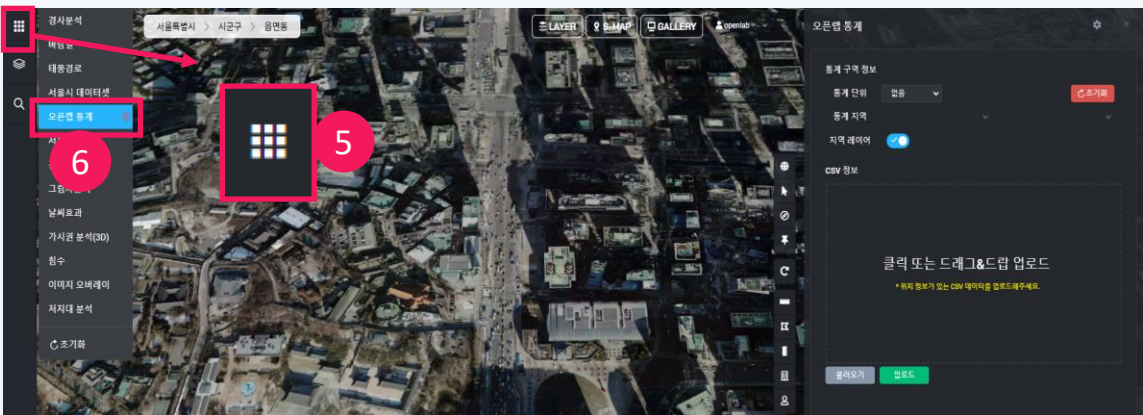 경사분석
바람길
태풍경로
서울시 데이터셋
오픈랩 통계
날씨효과
가시권 분석(3D)
침수
이미지 오버레이
저지대 분석
초기화
6
5
서울특별시 > 시군구 > 읍면동
LAYER S-MAP GALLERY openlab
오픈랩 통계
통계 구역 정보
통계 단위 없음 초기화
통계 지역
지역 레이어
CSV 정보
클릭 또는 드래그&드랍 업로드
* 위치 정보가 있는 CSV 데이터를 업로드해주세요.
불러오기 업로드